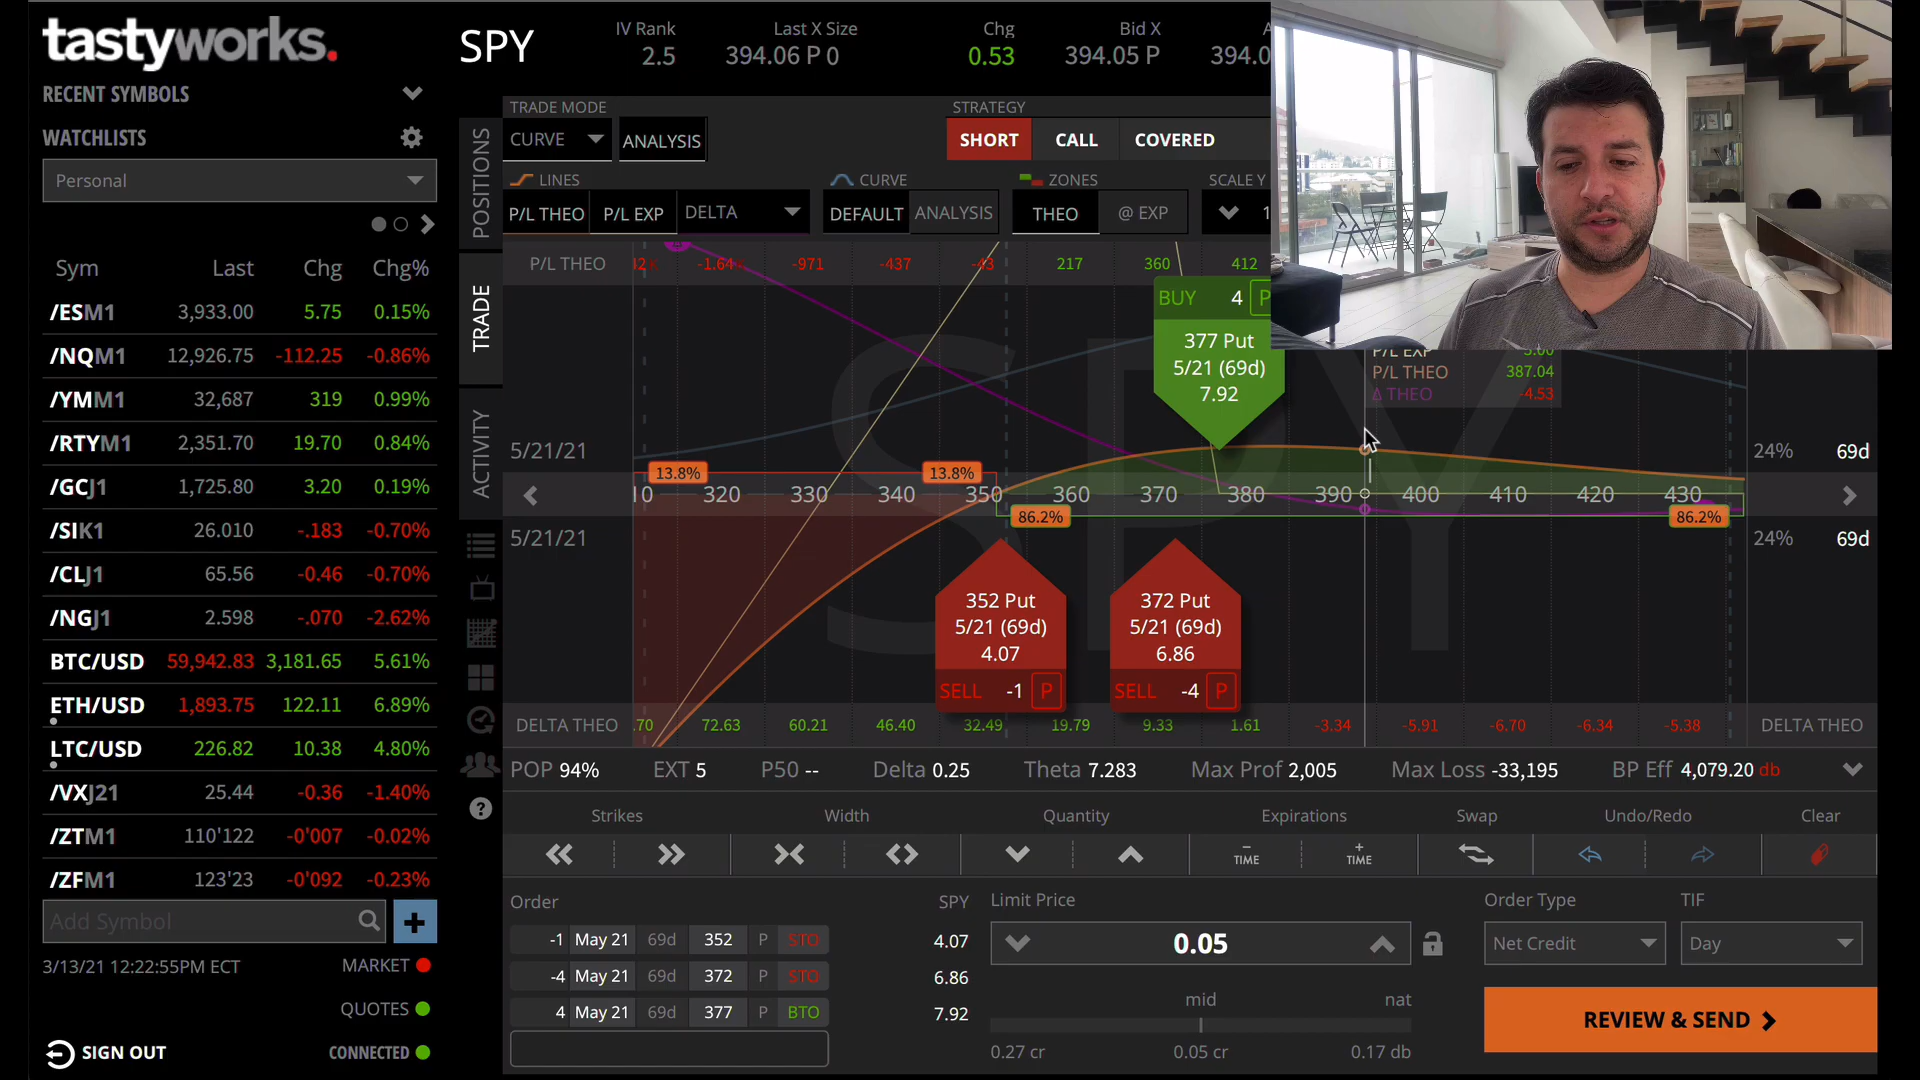 tastyworks.
RECENT SYMBOLS
WATCHLISTS
Personal
Sym Last Chg Chg%
/ESM1 3,933.00 5.75 0.15%
/NQM1 12,926.75 -112.25 -0.86%
/YMM1 32,687 319 0.99%
/RTYM1 2,351.70 19.70 0.84%
/GCJ1 1,725.80 3.20 0.19%
/SIK1 26.010 -.183 -0.70%
/CLJ1 65.56 -0.46 -0.70%
/NGJ1 2.598 -.070 -2.62%
BTC/USD 59,942.83 3,181.65 5.61%
ETH/USD 1,893.75 122.11 6.89%
LTC/USD 226.82 10.38 4.80%
/VXJ21 25.44 -0.36 -1.40%
/ZTM1 110'122 -0'007 -0.02%
/ZFM1 123'23 -0'092 -0.23%
Add Symbol
3/13/21 12:22:55PM ECT MARKET
QUOTES
SIGN OUT CONNECTED
POSITIONS
TRADE
ACTIVITY
SPY
IV Rank Last X Size Chg Bid X
2.5 394.06 P 0 0.53 394.05 P 394.0
TRADE MODE STRATEGY
CURVE ANALYSIS SHORT CALL COVERED
LINES CURVE ZONES SCALE Y
P/L THEO P/L EXP DELTA DEFAULT ANALYSIS THEO @ EXP 1
P/L THEO -1.64 -971 -437 -43 217 360 412
BUY 4 P
377 Put
5/21 (69d)
7.92
P/L EXP 5.00
P/L THEO 387.04
Δ THEO -4.53
SPY
5/21/21 24% 69d
13.8% 13.8%
10 320 330 340 350 360 370 380 390 400 410 420 430
86.2% 86.2%
5/21/21 24% 69d
352 Put
5/21 (69d)
4.07
SELL -1 P
372 Put
5/21 (69d)
6.86
SELL -4 P
DELTA THEO .70 72.63 60.21 46.40 32.49 19.79 9.33 1.61 -3.34 -5.91 -6.70 -6.34 -5.38 DELTA THEO
POP 94% EXT 5 P50 -- Delta 0.25 Theta 7.283 Max Prof 2,005 Max Loss -33,195 BP Eff 4,079.20 db
Strikes Width Quantity Expirations Swap Undo/Redo Clear
- TIME + TIME
Order SPY
-1 May 21 69d 352 P STO 4.07
-4 May 21 69d 372 P STO 6.86
4 May 21 69d 377 P BTO 7.92
Limit Price
0.05
mid nat
0.27 cr 0.05 cr 0.17 db
Order Type TIF
Net Credit Day
REVIEW & SEND